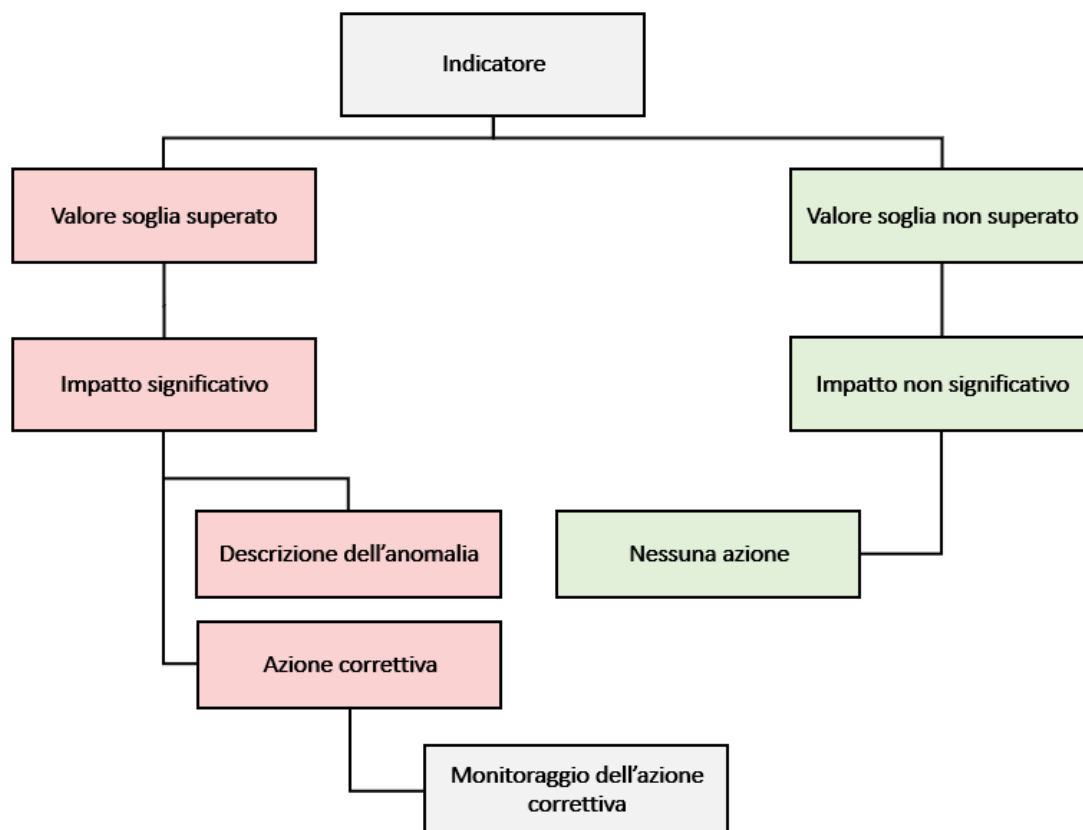 Indicatore
Valore soglia superato
Valore soglia non superato
Impatto significativo
Impatto non significativo
Descrizione dell’anomalia
Nessuna azione
Azione correttiva
Monitoraggio dell’azione
correttiva